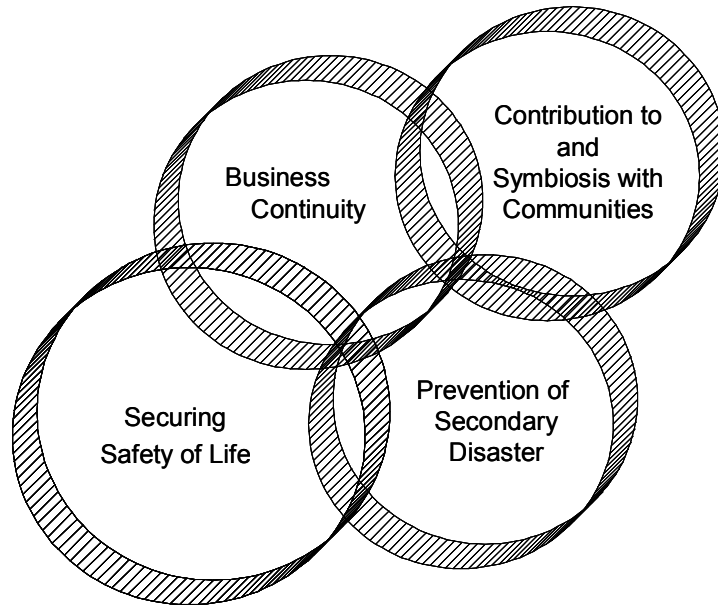 Contribution to
and
Symbiosis with
Communities
Business
Continuity
Prevention of
Secondary
Disaster
Securing
Safety of Life